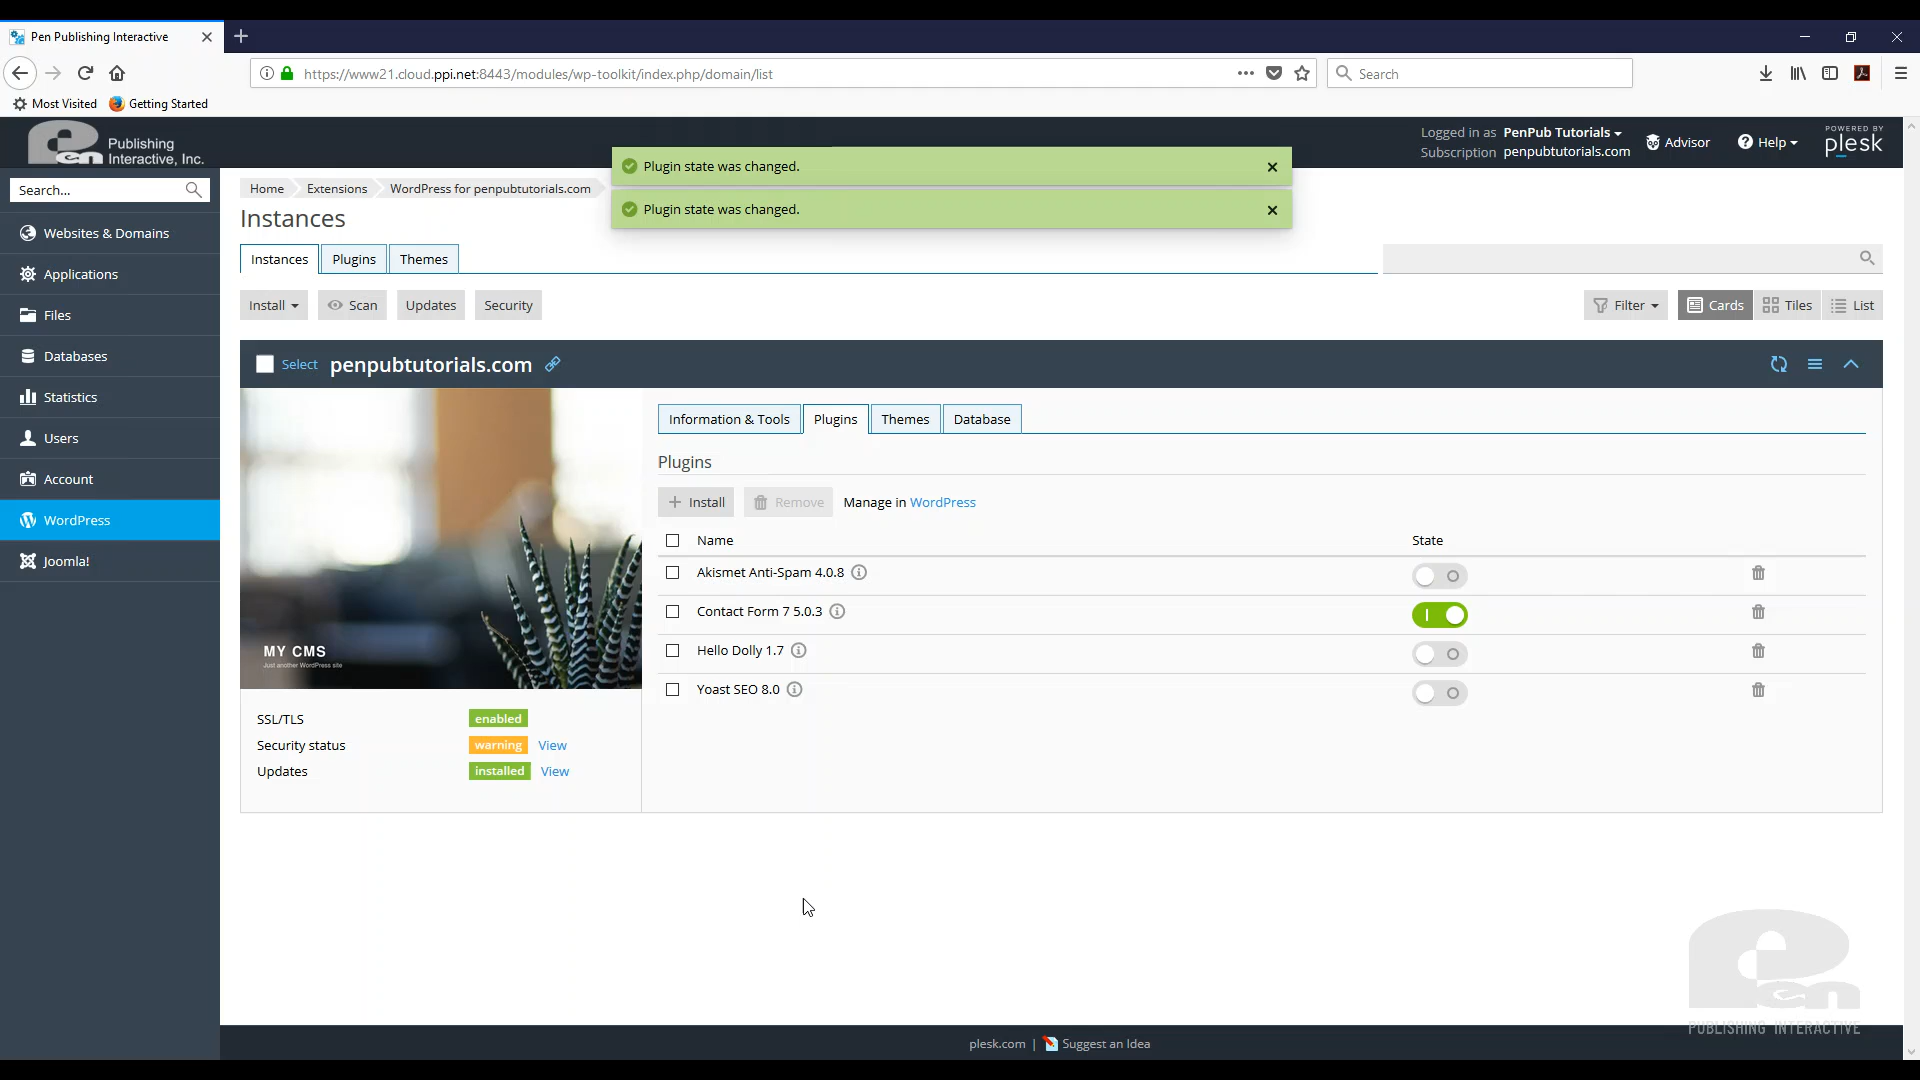 Pen Publishing Interactive
https://www21.cloud.ppi.net:8443/modules/wp-toolkit/index.php/domain/list
Search
Most Visited
Getting Started
Publishing
Interactive, Inc.
Logged in as PenPub Tutorials
Subscription penpubtutorials.com
Advisor
Help
POWERED BY
plesk
Plugin state was changed.
Plugin state was changed.
Search...
Home
Extensions
WordPress for penpubtutorials.com
Instances
Websites & Domains
Applications
Files
Databases
Statistics
Users
Account
WordPress
Joomla!
Instances
Plugins
Themes
Install
Scan
Updates
Security
Filter
Cards
Tiles
List
Select
penpubtutorials.com
MY CMS
Just another WordPress site
SSL/TLS enabled
Security status warning View
Updates installed View
Information & Tools
Plugins
Themes
Database
Plugins
Install
Remove
Manage in WordPress
Name State
Akismet Anti-Spam 4.0.8
Contact Form 7 5.0.3
Hello Dolly 1.7
Yoast SEO 8.0
en
PUBLISHING INTERACTIVE
plesk.com | Suggest an Idea